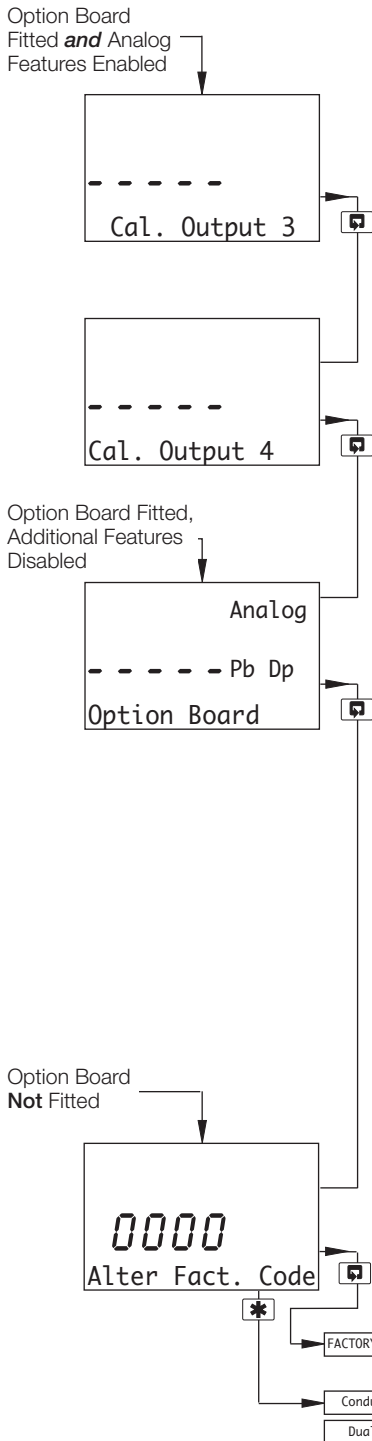 Option Board
Fitted and Analog
Features Enabled
- - - - -
Cal. Output 3
- - - - -
Cal. Output 4
Option Board Fitted,
Additional Features
Disabled
Analog
- - - - - Pb Dp
Option Board
Option Board
Not Fitted
0000
Alter Fact. Code
FACTORY